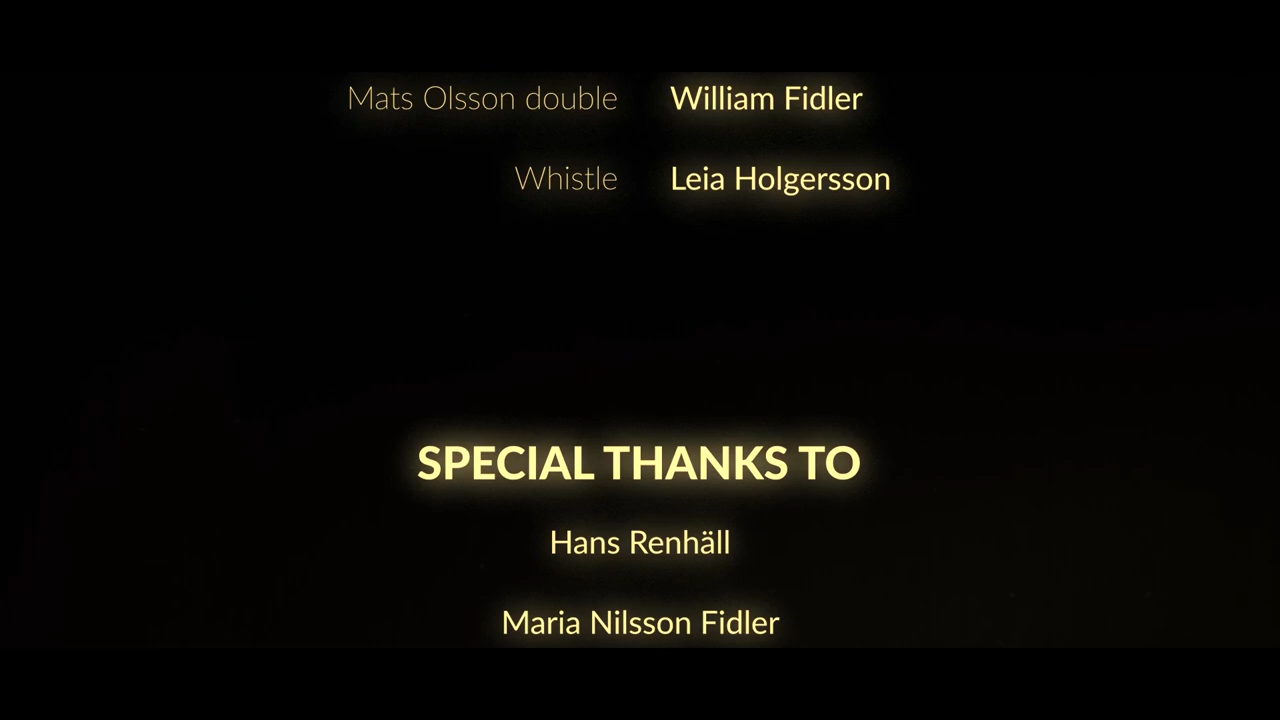 Mats Olsson double William Fidler
Whistle Leia Holgersson
SPECIAL THANKS TO
Hans Renhäll
Maria Nilsson Fidler